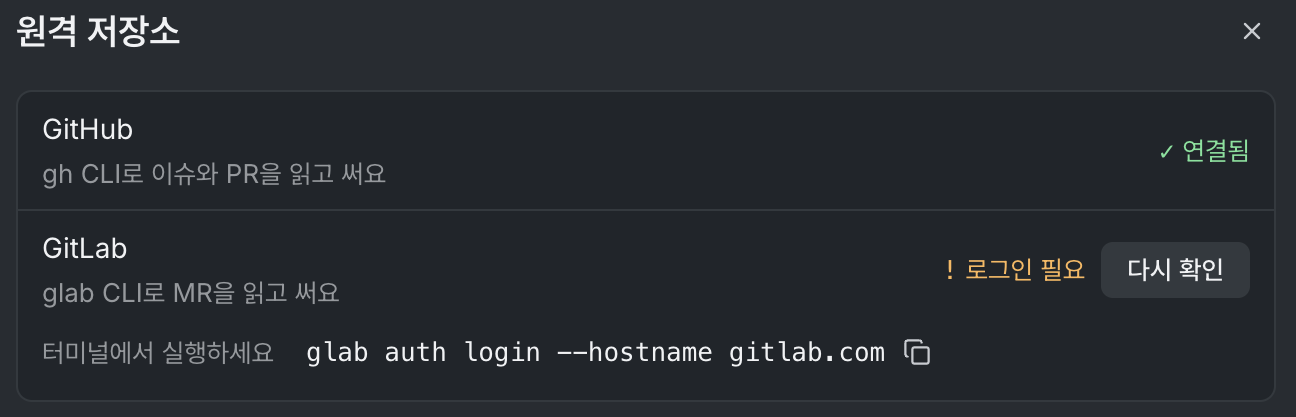 원격 저장소
GitHub
gh CLI로 이슈와 PR을 읽고 써요
✓ 연결됨
GitLab
glab CLI로 MR을 읽고 써요
! 로그인 필요
다시 확인
터미널에서 실행하세요 glab auth login --hostname gitlab.com